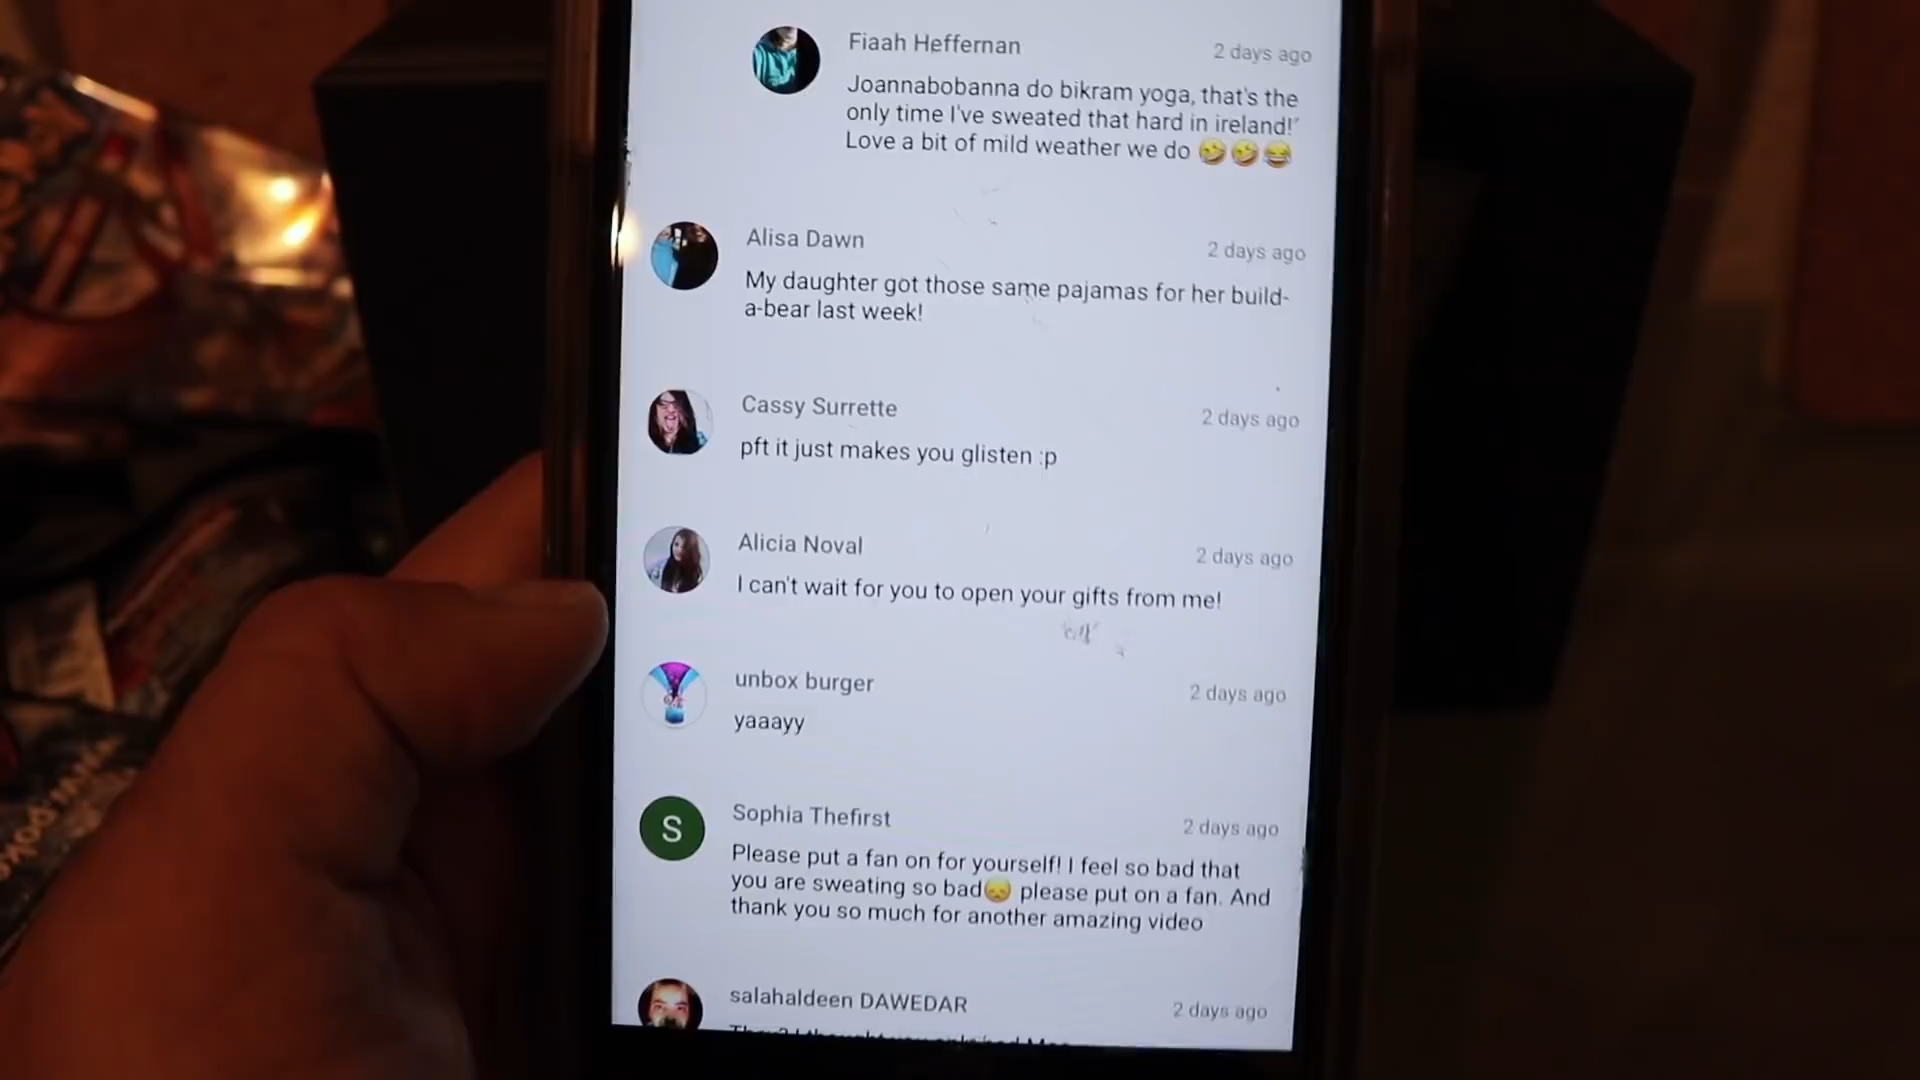 Fiaah Heffernan
2 days ago
Joannabobanna do bikram yoga, that's the
only time I've sweated that hard in ireland!
Love a bit of mild weather we do 🤣🤣😂
Alisa Dawn
2 days ago
My daughter got those same pajamas for her build-
a-bear last week!
Cassy Surrette
2 days ago
pft it just makes you glisten :p
Alicia Noval
2 days ago
I can't wait for you to open your gifts from me!
unbox burger
2 days ago
yaaayy
S
Sophia Thefirst
2 days ago
Please put a fan on for yourself! I feel so bad that
you are sweating so bad😞 please put on a fan. And
thank you so much for another amazing video
salahaldeen DAWEDAR
2 days ago